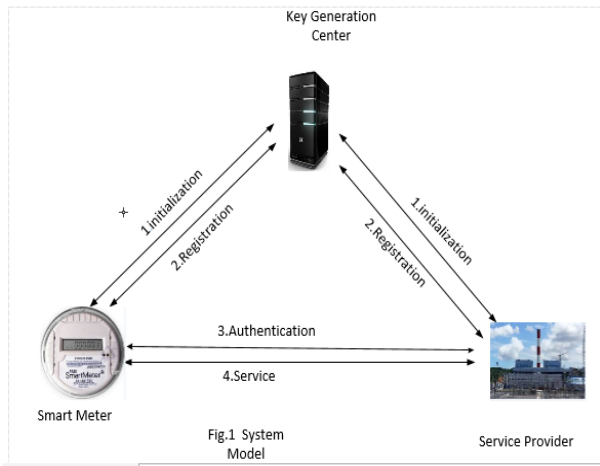 Key Generation
Center
1.initialization
2.Registration
1.initialization
2.Registration
3.Authentication
4.Service
SmartMeter
Smart Meter
Fig.1 System
Model
Service Provider